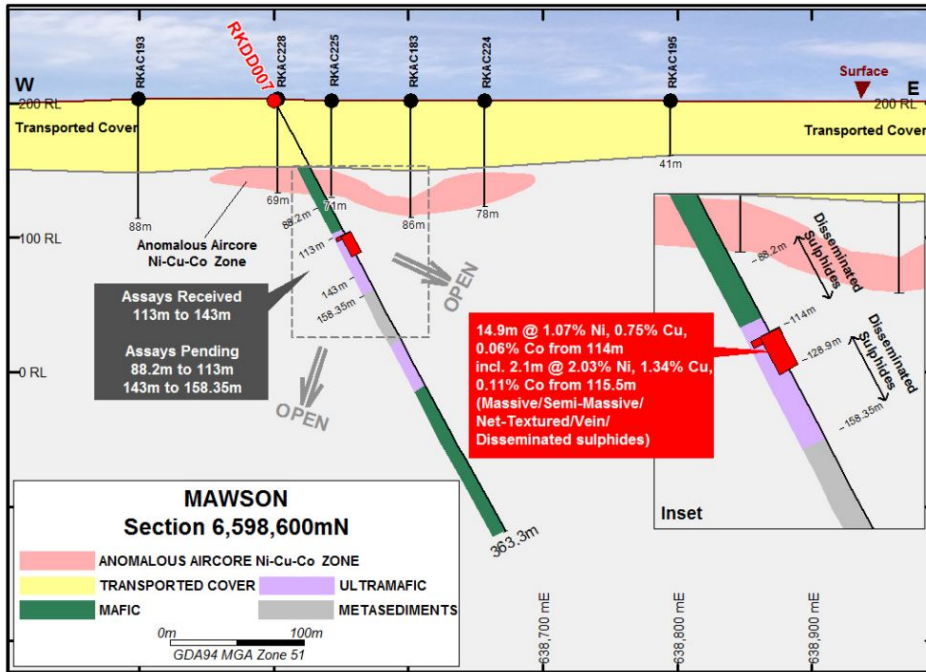 RKAC193
RKDD007
RKAC228
RKAC225
RKAC183
RKAC224
RKAC195
W
E
Surface
200 RL
200 RL
Transported Cover
Transported Cover
41m
69m
71m
86m
78m
88m
88.2m
113m
143m
158.35m
100 RL
Anomalous Aircore
Ni-Cu-Co Zone
OPEN
OPEN
Assays Received
113m to 143m
Assays Pending
88.2m to 113m
143m to 158.35m
0 RL
14.9m @ 1.07% Ni, 0.75% Cu,
0.06% Co from 114m
incl. 2.1m @ 2.03% Ni, 1.34% Cu,
0.11% Co from 115.5m
(Massive/Semi-Massive/
Net-Textured/Vein/
Disseminated sulphides)
Disseminated
Sulphides
88.2m
114m
128.9m
Disseminated
Sulphides
158.35m
Inset
363.3m
MAWSON
Section 6,598,600mN
ANOMALOUS AIRCORE Ni-Cu-Co ZONE
TRANSPORTED COVER
ULTRAMAFIC
MAFIC
METASEDIMENTS
0m
100m
GDA94 MGA Zone 51
638,700 mE
638,800 mE
638,900 mE